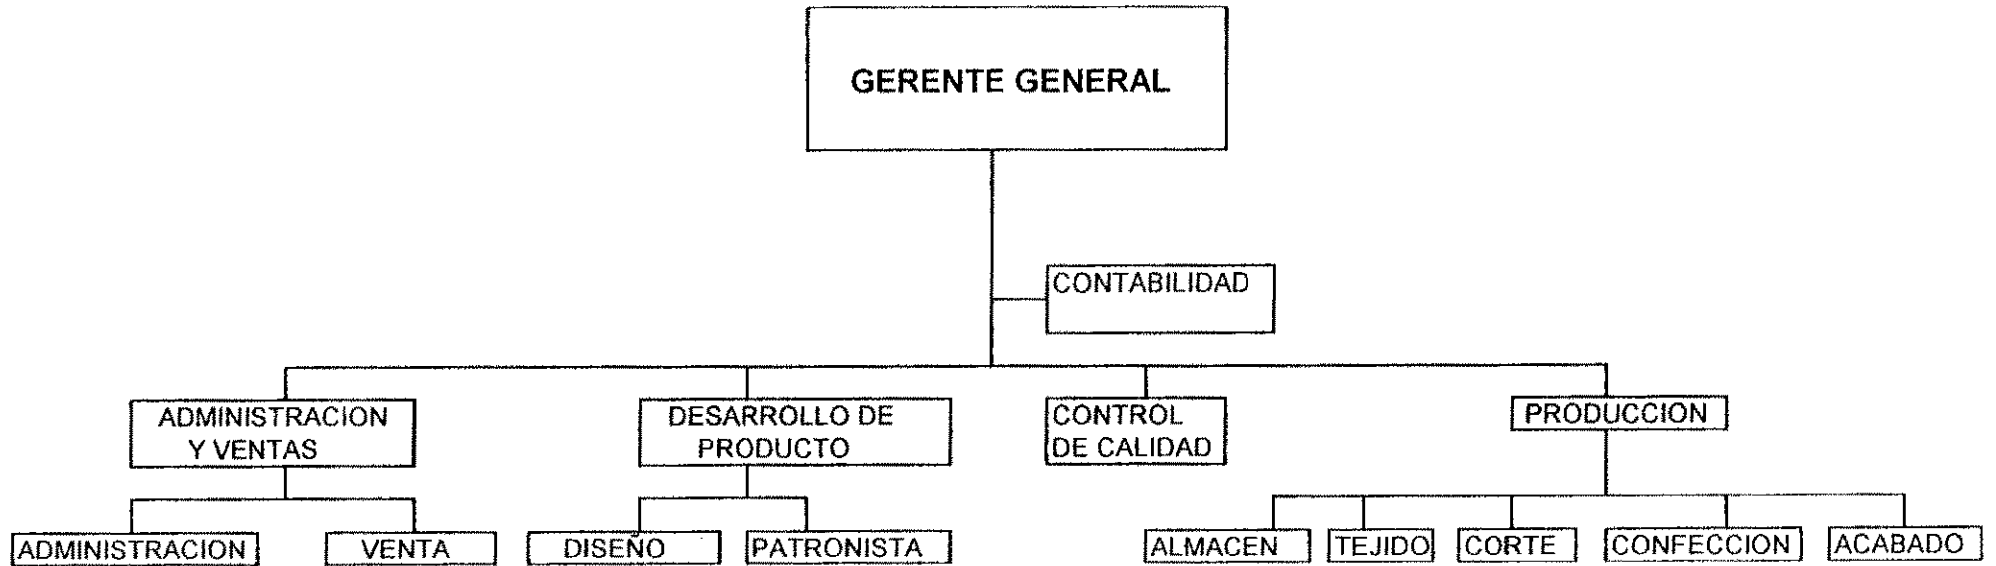 GERENTE GENERAL
CONTABILIDAD
ADMINISTRACION
Y VENTAS
DESARROLLO DE
PRODUCTO
CONTROL
DE CALIDAD
PRODUCCION
ADMINISTRACION
VENTA
DISEÑO
PATRONISTA
ALMACEN
TEJIDO
CORTE
CONFECCION
ACABADO